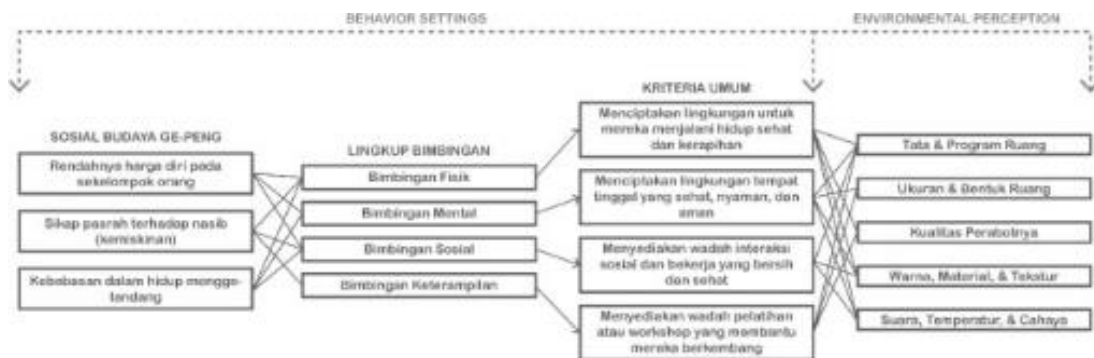 BEHAVIOR SETTINGS
ENVIRONMENTAL PERCEPTION
SOSIAL BUDAYA GE-PENG
Rendahnya harga diri pada
sekelompok orang
Sikap pasrah terhadap nasib
(kemiskinan)
Kebebasan dalam hidup mengge-
landang
LINGKUP BIMBINGAN
Bimbingan Fisik
Bimbingan Mental
Bimbingan Sosial
Bimbingan Keterampilan
KRITERIA UMUM
Menciptakan lingkungan untuk
mereka menjalani hidup sehat
dan kerapihan
Menciptakan lingkungan tempat
tinggal yang sehat, nyaman, dan
aman
Menyediakan wadah interaksi
sosial dan bekerja yang bersih
dan sehat
Menyediakan wadah pelatihan
atau workshop yang membantu
mereka berkembang
Tata & Program Ruang
Ukuran & Bentuk Ruang
Kualitas Perabotnya
Warna, Material, & Tekstur
Suara, Temperatur, & Cahaya